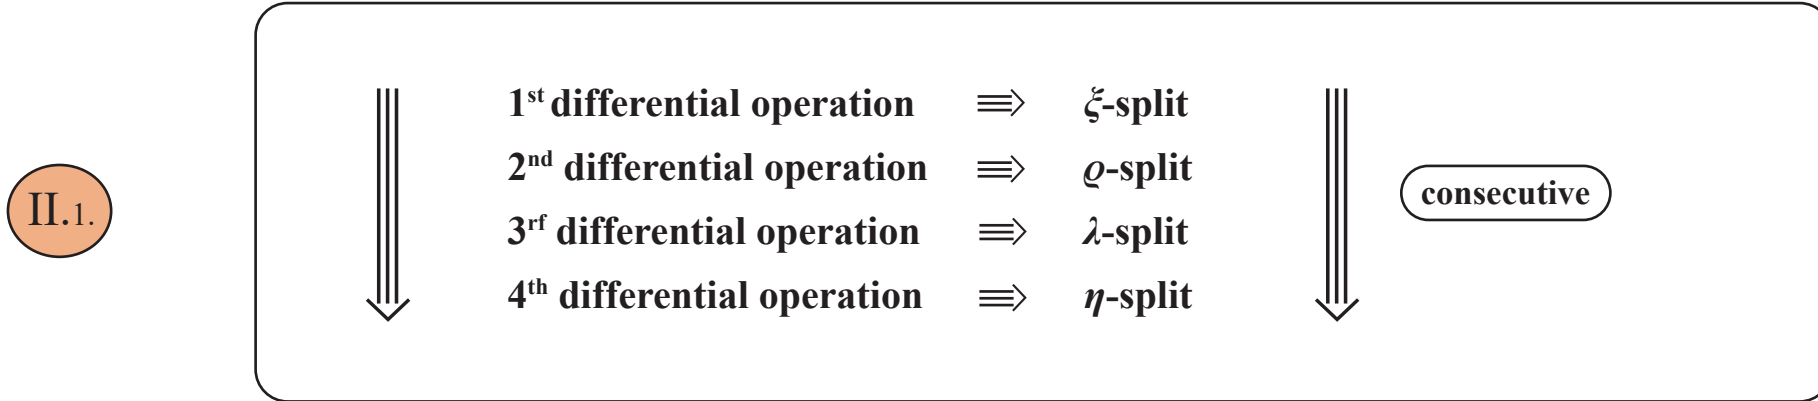 1st differential operation ⇛ ξ-split
2nd differential operation ⇛ ϱ-split
II.1.
consecutive
3rf differential operation ⇛ λ-split
4th differential operation ⇛ η-split